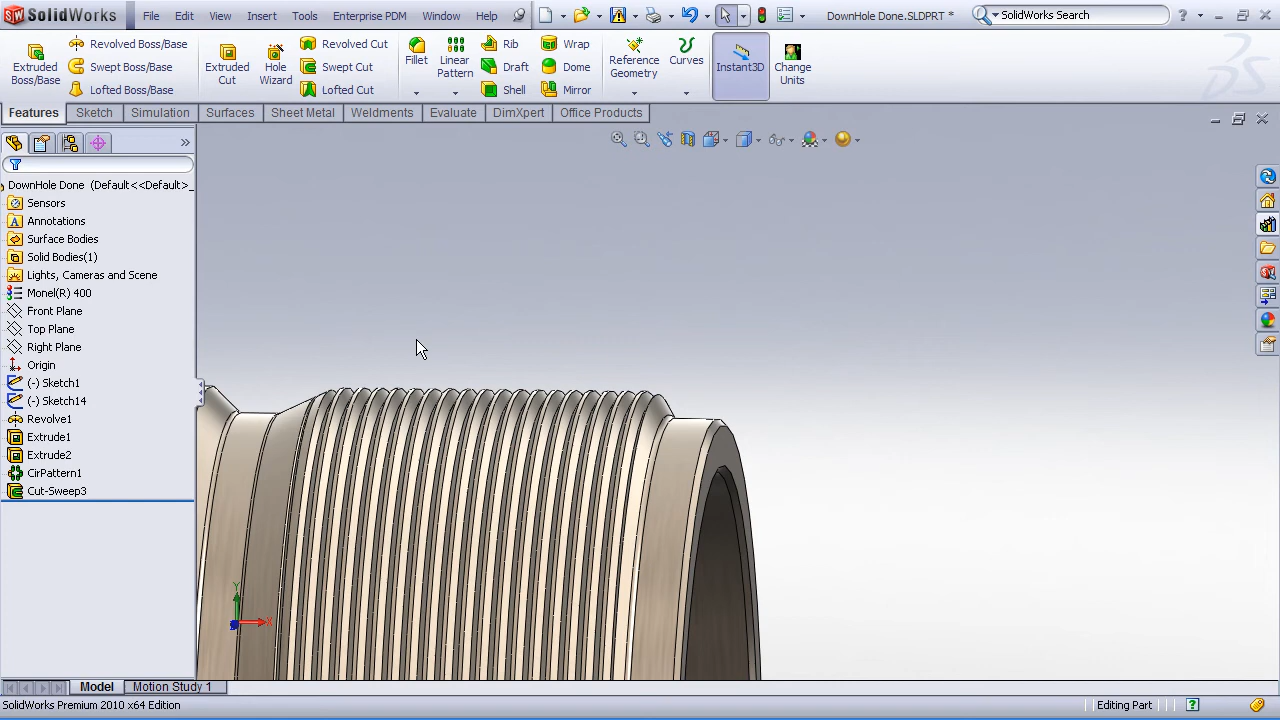 SolidWorks File Edit View Insert Tools Enterprise PDM Window Help DownHole Done.SLDPRT * SolidWorks Search
Extruded Boss/Base
Revolved Boss/Base
Swept Boss/Base
Lofted Boss/Base
Extruded Cut
Hole Wizard
Revolved Cut
Swept Cut
Lofted Cut
Fillet
Linear Pattern
Rib
Draft
Shell
Wrap
Dome
Mirror
Reference Geometry
Curves
Instant3D
Change Units
Features Sketch Simulation Surfaces Sheet Metal Weldments Evaluate DimXpert Office Products
DownHole Done (Default<<Default>_
Sensors
Annotations
Surface Bodies
Solid Bodies(1)
Lights, Cameras and Scene
Monel(R) 400
Front Plane
Top Plane
Right Plane
Origin
(-) Sketch1
(-) Sketch14
Revolve1
Extrude1
Extrude2
CirPattern1
Cut-Sweep3
Y
X
Model Motion Study 1
SolidWorks Premium 2010 x64 Edition Editing Part